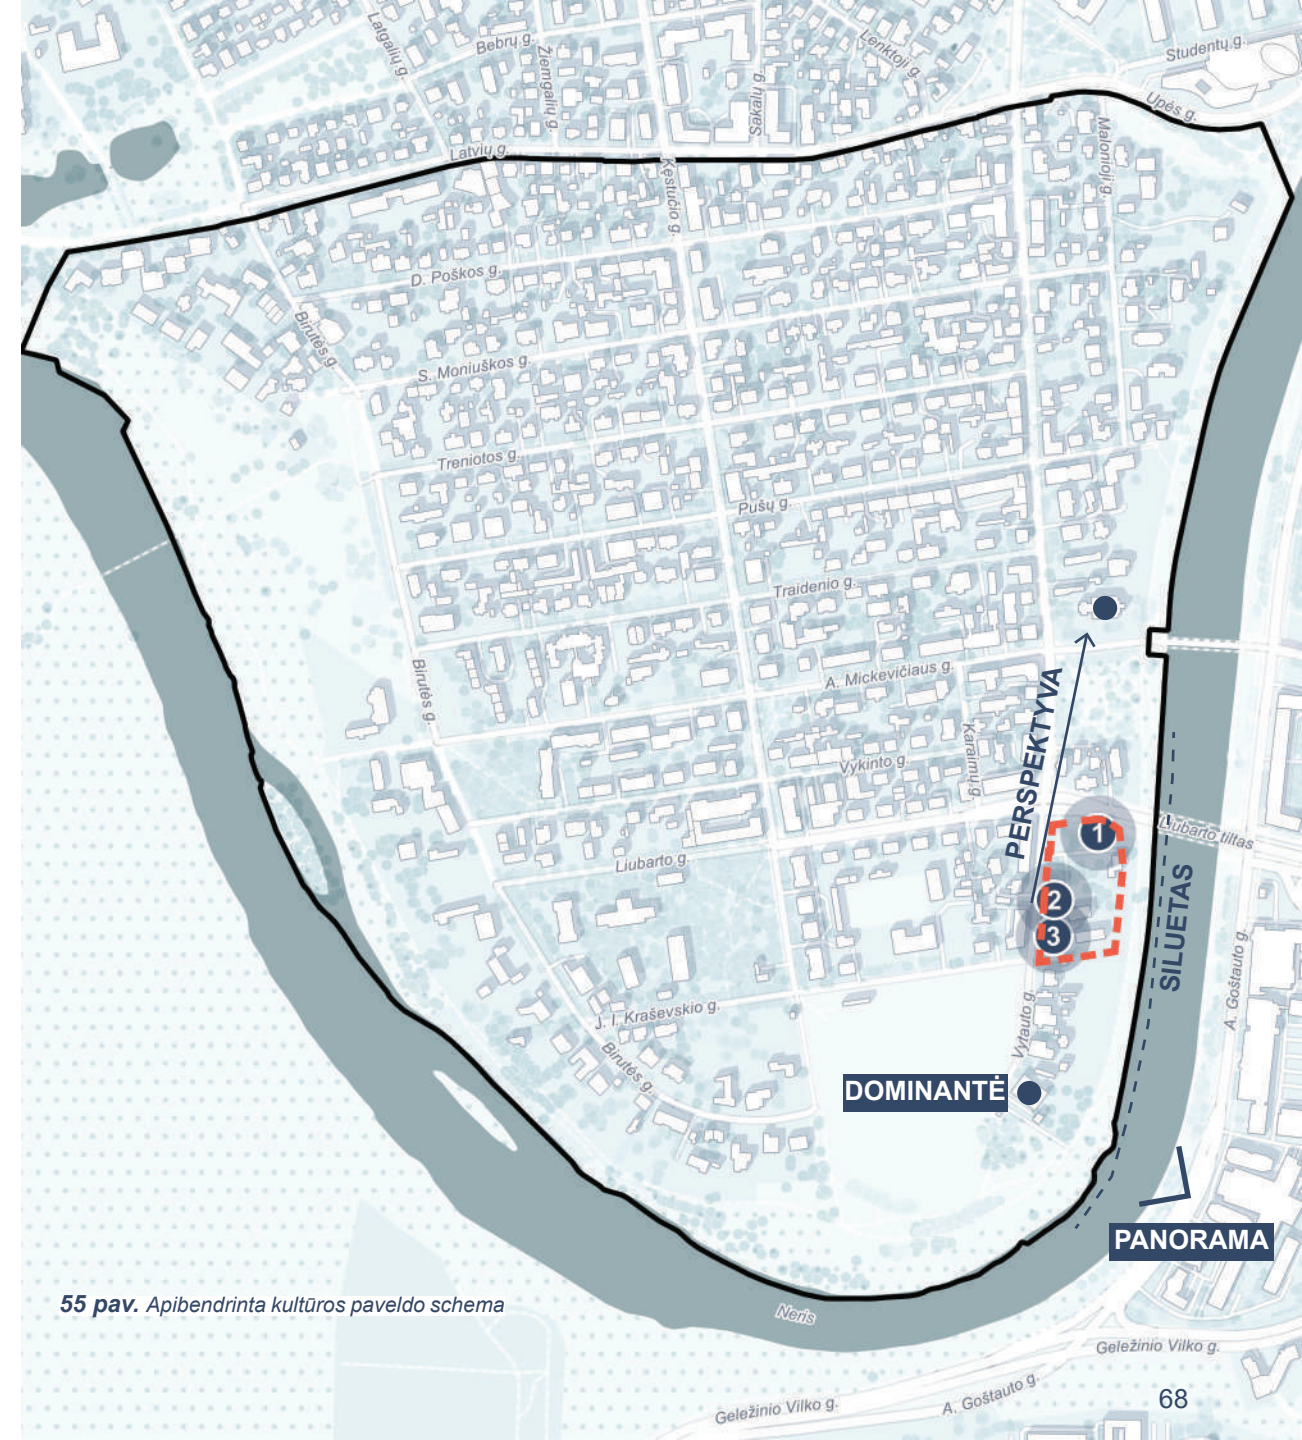 Latgalių g.
Bebrų g.
Žiemgalių g.
Sakalų g.
Lenktoji g.
Studentų g.
Upės g.
Malonioji g.
Latvių g.
Kęstučio g.
D. Poškos g.
Birutės g.
S. Moniuškos g.
Treniotos g.
Pušų g.
Traidenio g.
Birutės g.
A. Mickevičiaus g.
PERSPEKTYVA
Karaimų g.
Vykinto g.
1
Liubarto tiltas
Liubarto g.
2
3
SILUETAS
A. Goštauto g.
J. I. Kraševskio g.
Vytauto g.
Birutės g.
DOMINANTĖ
PANORAMA
55 pav. Apibendrinta kultūros paveldo schema
Neris
Geležinio Vilko g.
A. Goštauto g.
Geležinio Vilko g.
68